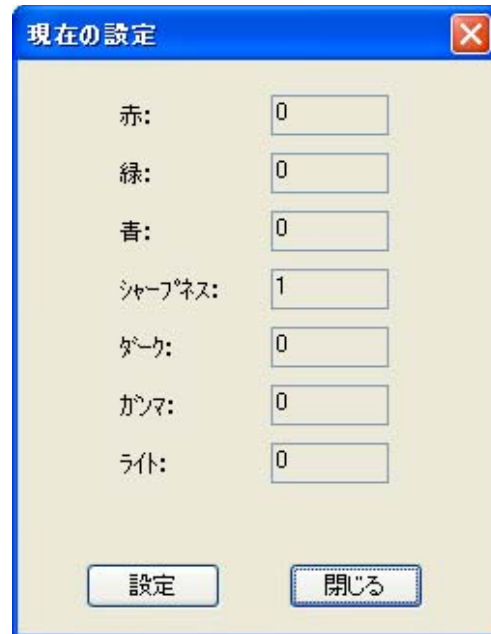 現在の設定
赤: 0
緑: 0
青: 0
ｼｬｰﾌﾟﾈｽ: 1
ﾀﾞｰｸ: 0
ｶﾞﾝﾏ: 0
ﾗｲﾄ: 0
設定 閉じる